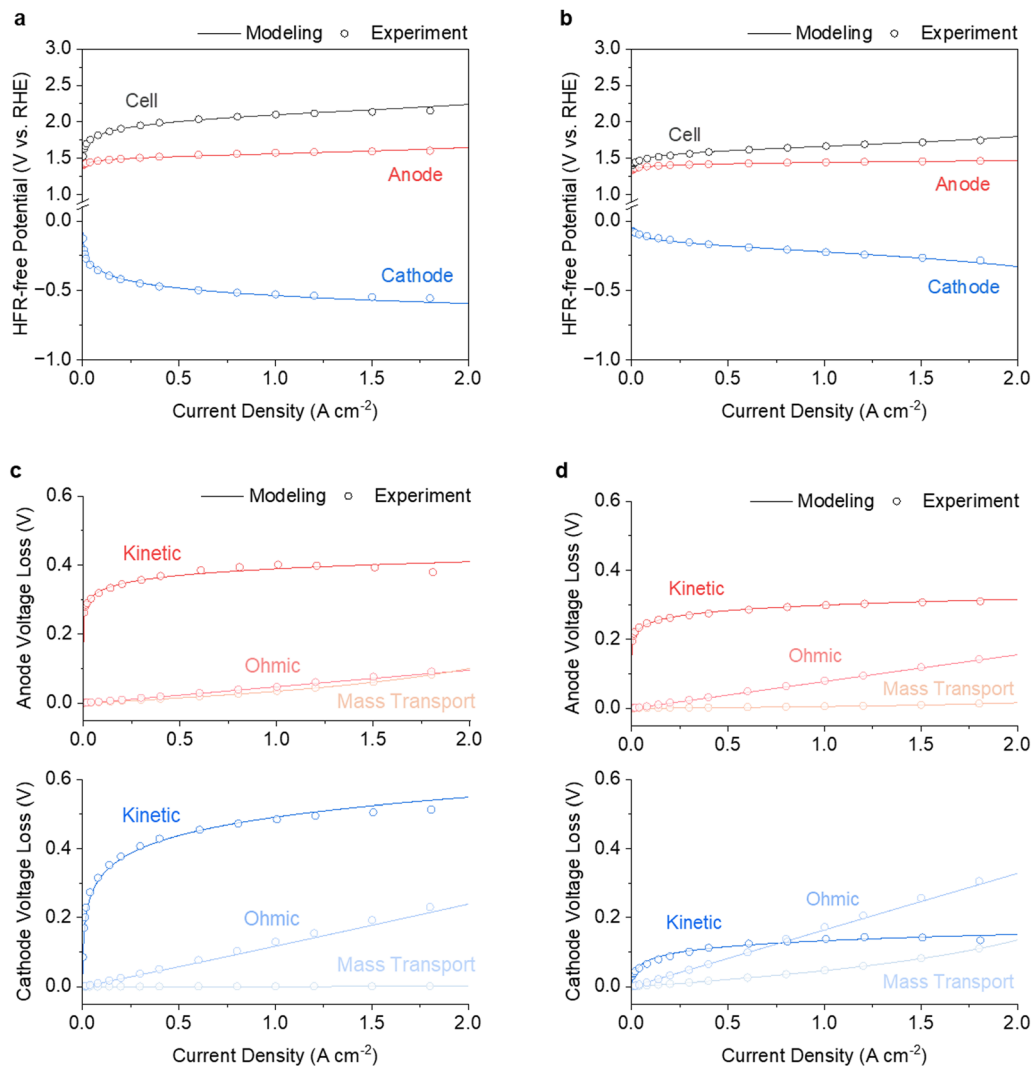 a
Modeling Experiment
3.0
2.5
2.0
1.5
1.0
0.0
−0.5
−1.0
HFR-free Potential (V vs. RHE)
Cell
Anode
Cathode
0.0 0.5 1.0 1.5 2.0
Current Density (A cm-2)
b
Modeling Experiment
3.0
2.5
2.0
1.5
1.0
0.0
−0.5
−1.0
HFR-free Potential (V vs. RHE)
Cell
Anode
Cathode
0.0 0.5 1.0 1.5 2.0
Current Density (A cm-2)
c
Modeling Experiment
0.6
0.4
0.2
0.0
Anode Voltage Loss (V)
Kinetic
Ohmic
Mass Transport
0.0 0.5 1.0 1.5 2.0
0.6
0.4
0.2
0.0
Cathode Voltage Loss (V)
Kinetic
Ohmic
Mass Transport
0.0 0.5 1.0 1.5 2.0
Current Density (A cm-2)
d
Modeling Experiment
0.6
0.4
0.2
0.0
Anode Voltage Loss (V)
Kinetic
Ohmic
Mass Transport
0.0 0.5 1.0 1.5 2.0
0.6
0.4
0.2
0.0
Cathode Voltage Loss (V)
Ohmic
Kinetic
Mass Transport
0.0 0.5 1.0 1.5 2.0
Current Density (A cm-2)